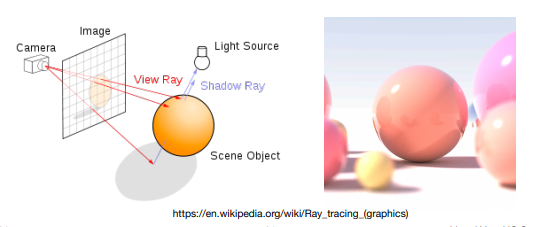 Image
Camera
Light Source
View Ray
Shadow Ray
Scene Object
https://en.wikipedia.org/wiki/Ray_tracing_(graphics)